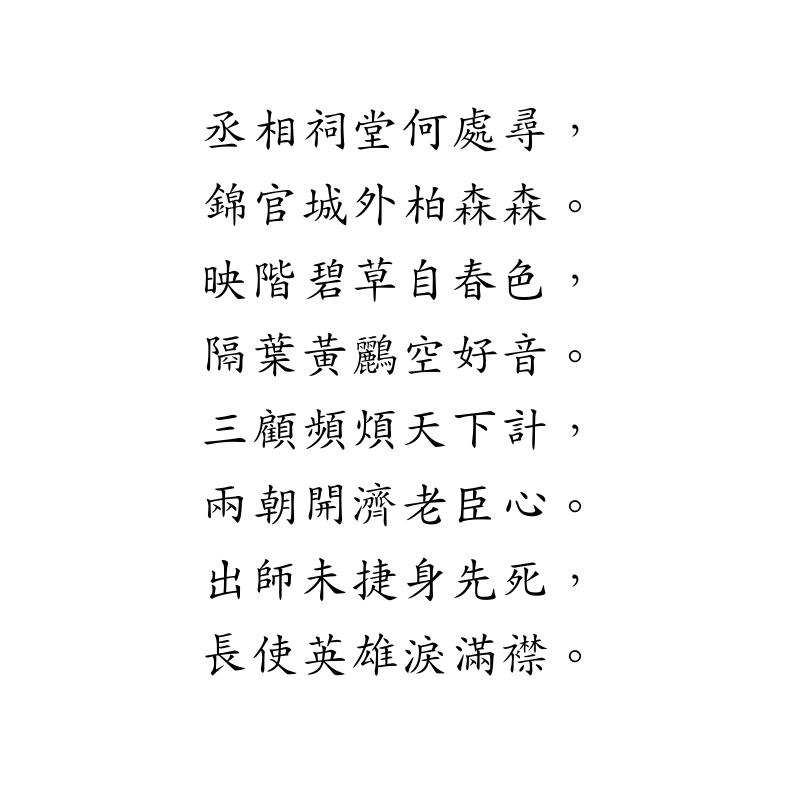 丞相祠堂何處尋，
錦官城外柏森森。
映階碧草自春色，
隔葉黃鸝空好音。
三顧頻煩天下計，
兩朝開濟老臣心。
出師未捷身先死，
長使英雄淚滿襟。